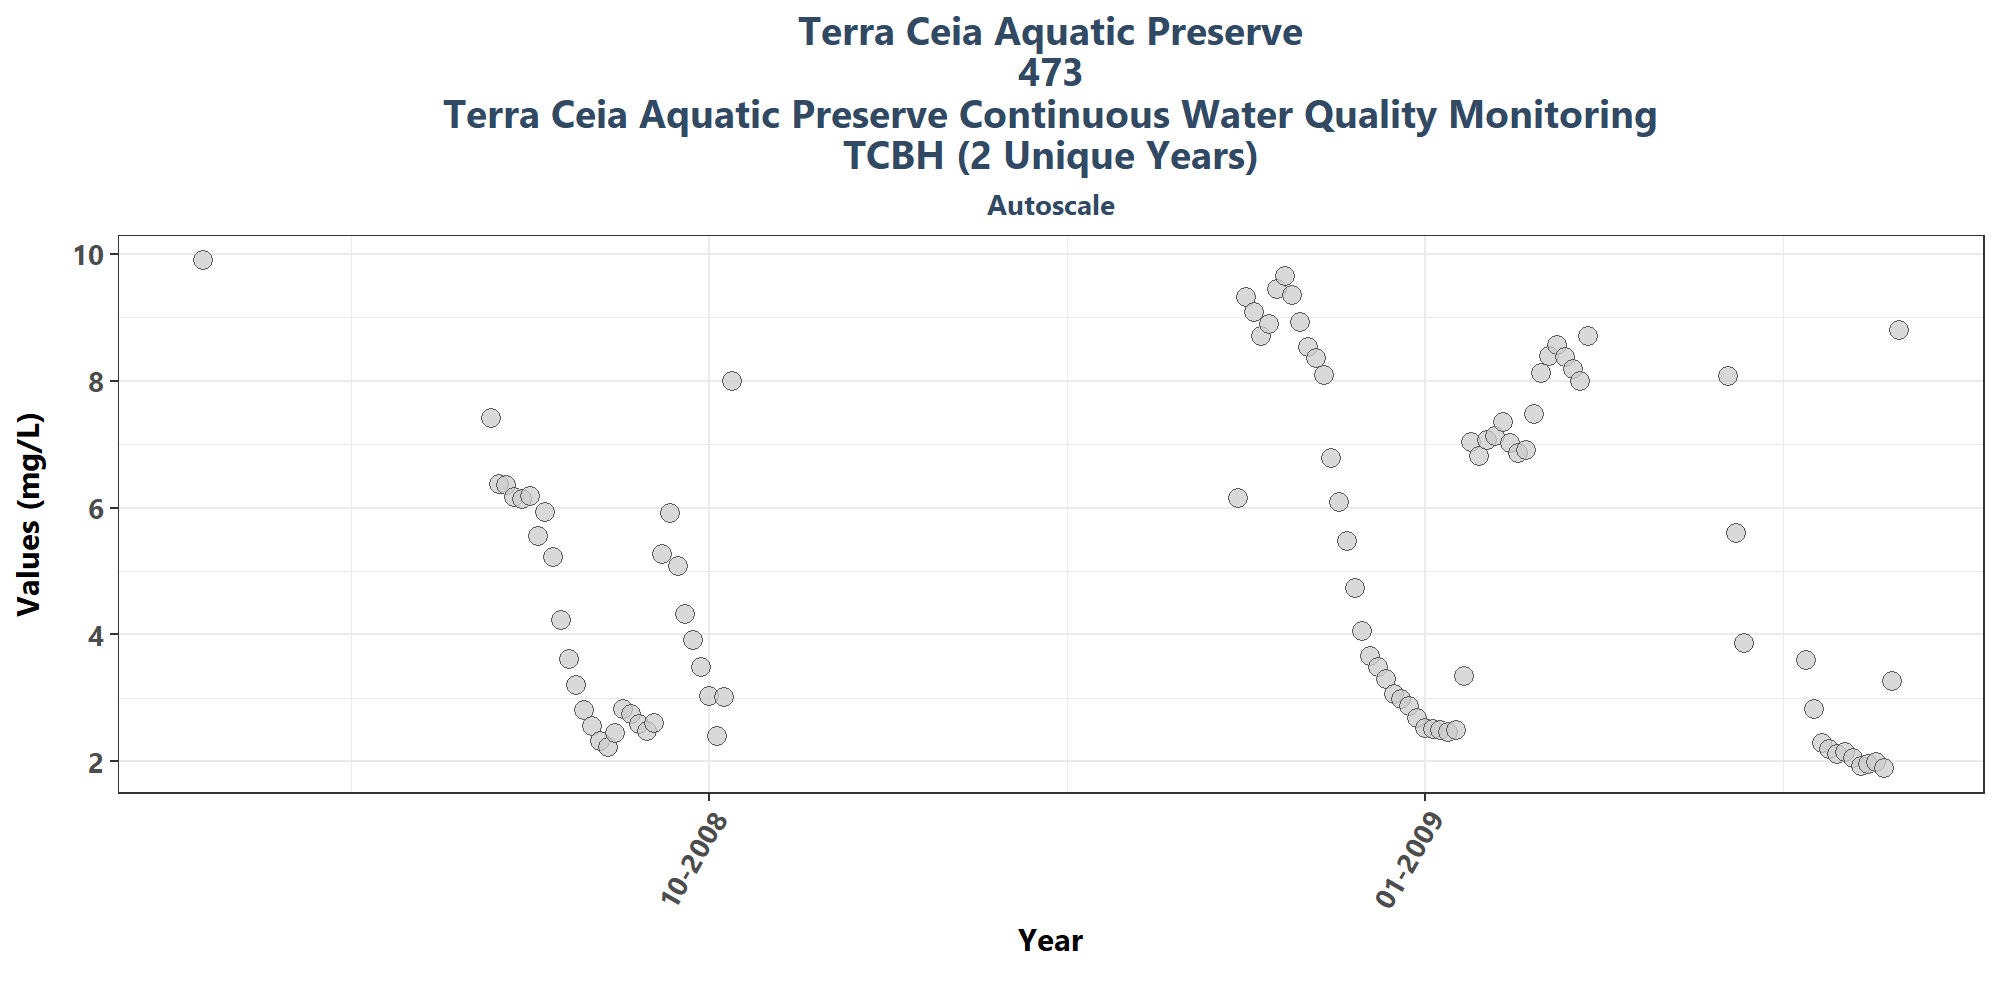 Terra Ceia Aquatic Preserve
473
Terra Ceia Aquatic Preserve Continuous Water Quality Monitoring
TCBH (2 Unique Years)
Autoscale
Values (mg/L)
10
8
6
4
2
10-2008
01-2009
Year